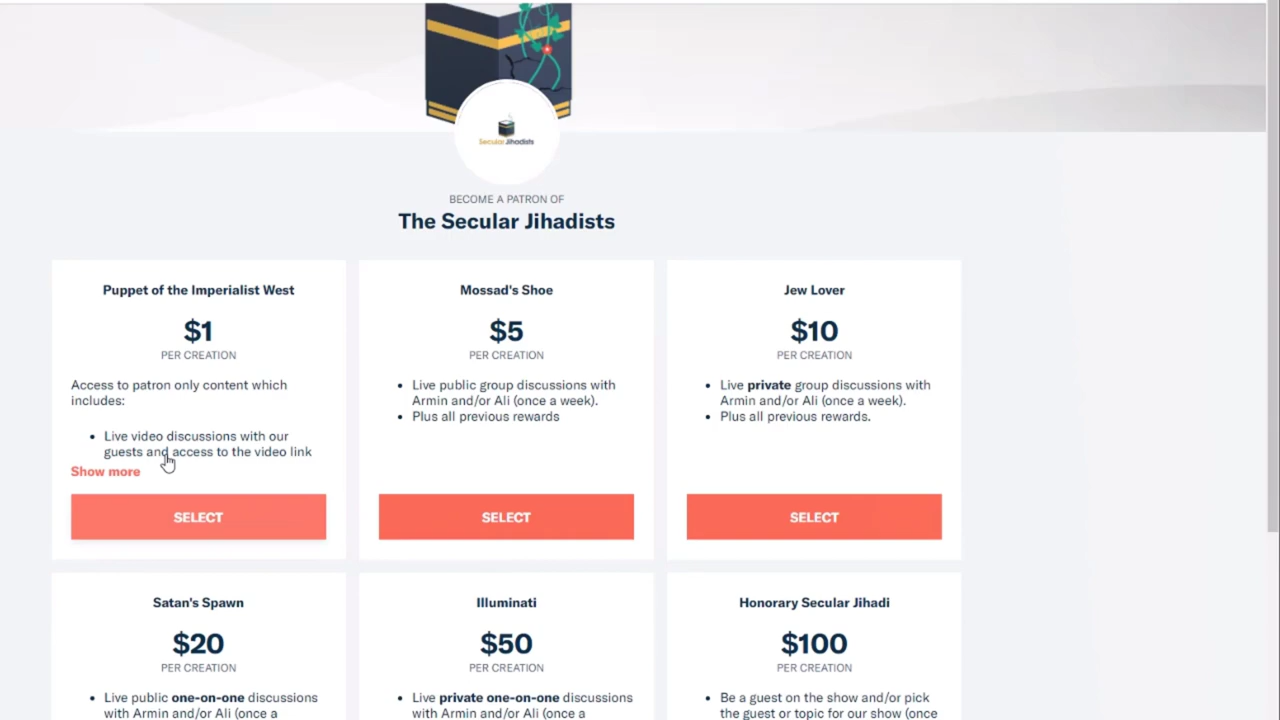 Secular Jihadists
BECOME A PATRON OF
The Secular Jihadists
Puppet of the Imperialist West
$1
PER CREATION
Access to patron only content which
includes:
Live video discussions with our
guests and access to the video link
Show more
SELECT
Mossad's Shoe
$5
PER CREATION
Live public group discussions with
Armin and/or Ali (once a week).
Plus all previous rewards
SELECT
Jew Lover
$10
PER CREATION
Live private group discussions with
Armin and/or Ali (once a week).
Plus all previous rewards.
SELECT
Satan's Spawn
$20
PER CREATION
Live public one-on-one discussions
with Armin and/or Ali (once a
Illuminati
$50
PER CREATION
Live private one-on-one discussions
with Armin and/or Ali (once a
Honorary Secular Jihadi
$100
PER CREATION
Be a guest on the show and/or pick
the guest or topic for our show (once